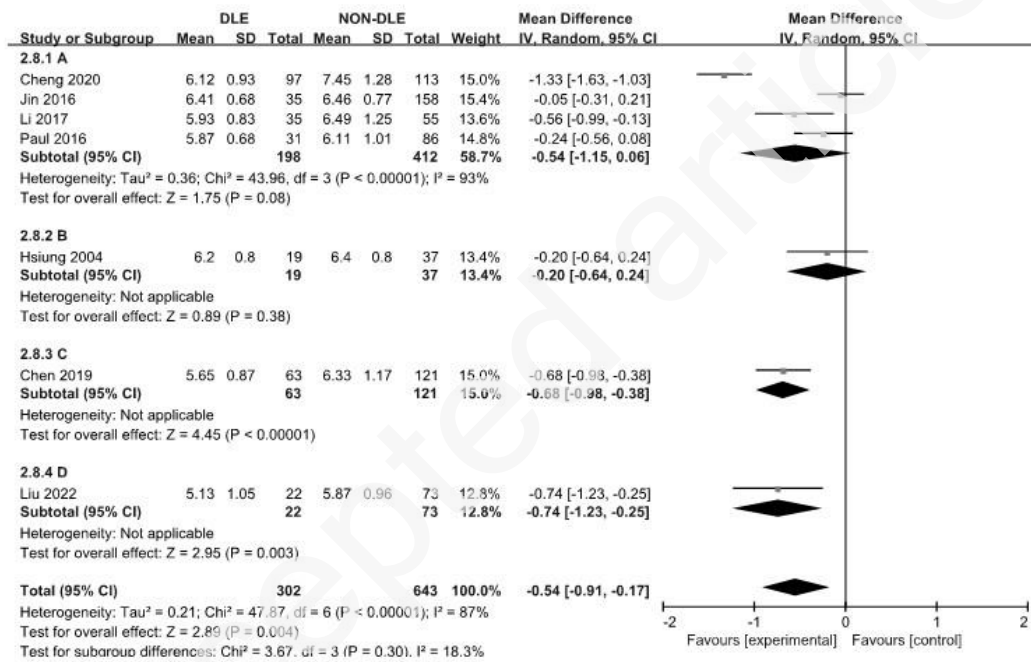 DLE NON-DLE Mean Difference Mean Difference
Study or Subgroup Mean SD Total Mean SD Total Weight IV, Random, 95% CI IV, Random, 95% CI
2.8.1 A
Cheng 2020 6.12 0.93 97 7.45 1.28 113 15.0% -1.33 [-1.63, -1.03]
Jin 2016 6.41 0.68 35 6.46 0.77 158 15.4% -0.05 [-0.31, 0.21]
Li 2017 5.93 0.83 35 6.49 1.25 55 13.5% -0.56 [-0.99, -0.13]
Paul 2016 5.87 0.68 31 6.11 1.01 86 14.8% -0.24 [-0.56, 0.08]
Subtotal (95% CI) 198 412 58.7% -0.54 [-1.15, 0.06]
Heterogeneity: Tau² = 0.36; Chi² = 43.96, df = 3 (P < 0.00001); I² = 93%
Test for overall effect: Z = 1.75 (P = 0.08)
2.8.2 B
Hsiung 2004 6.2 0.8 19 6.4 0.8 37 13.4% -0.20 [-0.64, 0.24]
Subtotal (95% CI) 19 37 13.4% -0.20 [-0.64, 0.24]
Heterogeneity: Not applicable
Test for overall effect: Z = 0.89 (P = 0.38)
2.8.3 C
Chen 2019 5.65 0.87 63 6.33 1.17 121 15.0% -0.68 [-0.98, -0.38]
Subtotal (95% CI) 63 121 15.0% -0.68 [-0.98, -0.38]
Heterogeneity: Not applicable
Test for overall effect: Z = 4.45 (P < 0.00001)
2.8.4 D
Liu 2022 5.13 1.05 22 5.87 0.96 73 12.8% -0.74 [-1.23, -0.25]
Subtotal (95% CI) 22 73 12.8% -0.74 [-1.23, -0.25]
Heterogeneity: Not applicable
Test for overall effect: Z = 2.95 (P = 0.003)
Total (95% CI) 302 643 100.0% -0.54 [-0.91, -0.17]
Heterogeneity: Tau² = 0.21; Chi² = 47.87, df = 6 (P < 0.00001); I² = 87%
Test for overall effect: Z = 2.89 (P = 0.004)
Test for subgroup differences: Chi² = 3.67, df = 3 (P = 0.30), I² = 18.3%
-2 -1 0 1 2
Favours [experimental] Favours [control]
epted article